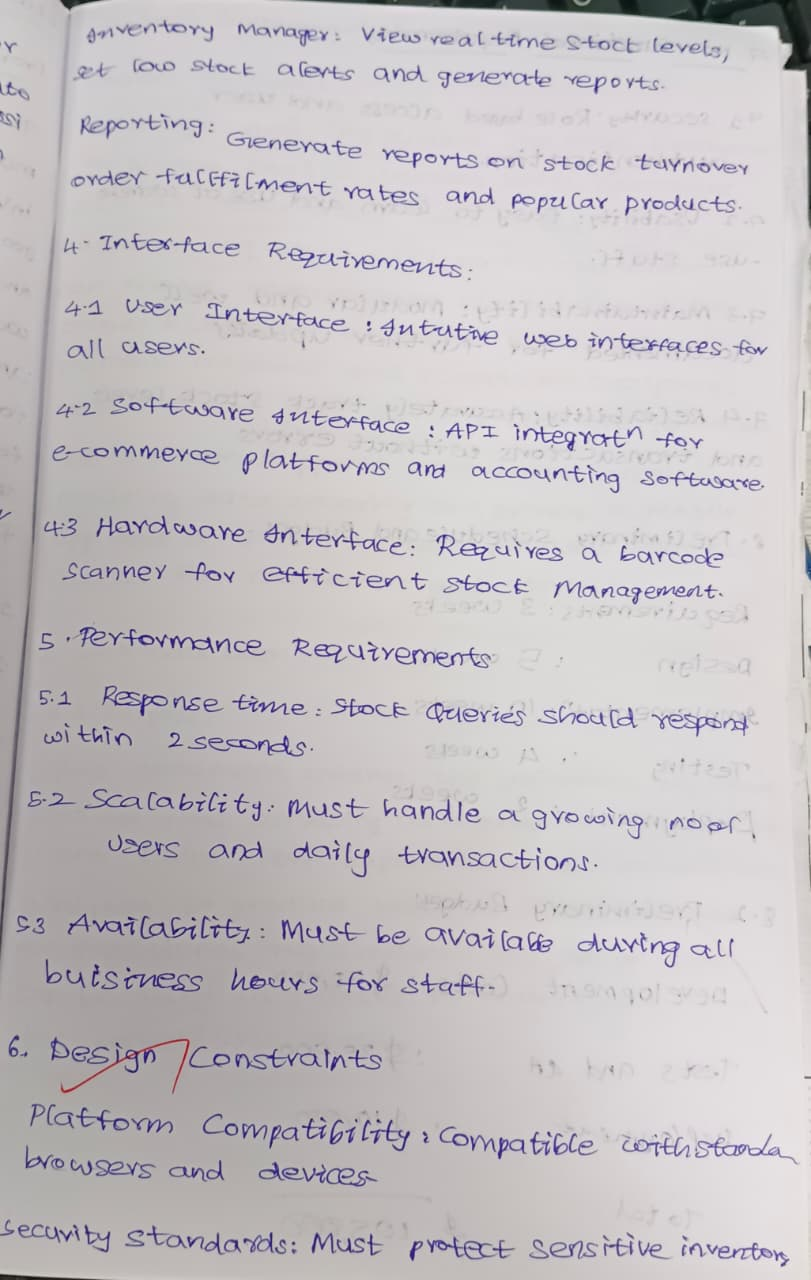 Inventory Manager: View real time Stock levels,
et low stock alerts and generate reports.
Reporting: Generate reports on stock turnover
order fullfilment rates and popular products.
4. Interface Requirements:
4.1 User Interface: Intutive web interfaces for
all users.
4.2 Software Interface: API integratn for
e-commerce platforms and accounting software.
4.3 Hardware Interface: Requires a barcode
scanner for efficient stock Management.
5. Performance Requirements
5.1 Response time: Stock Queries should respond
within 2 seconds.
5.2 Scalability: Must handle a growing no of.
Users and daily transactions.
5.3 Availability: Must be available during all
buisiness hours for staff.
6. Design Constraints
Platform Compatibility: Compatible with standa
browsers and devices
security standards: Must protect sensitive inventory